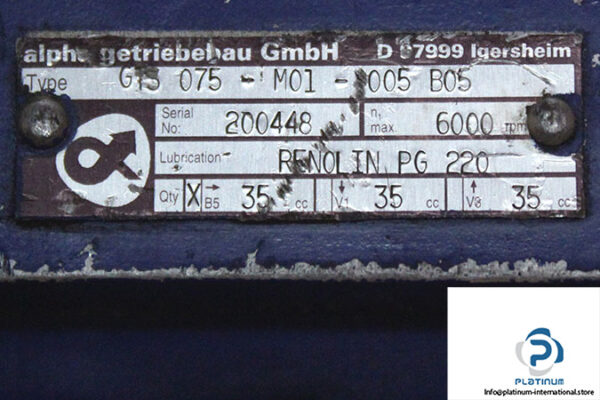 alpha getriebebau GmbH D 97999 Igersheim
Type 075 - M01 - 005 B05
Serial No: 200448 n₁ max. 6000 rpm
Lubrication RENOLIN PG 220
Qty X B5 35 cc V1 35 cc V3 35 cc
PLATINUM
Info@platinum-international.store